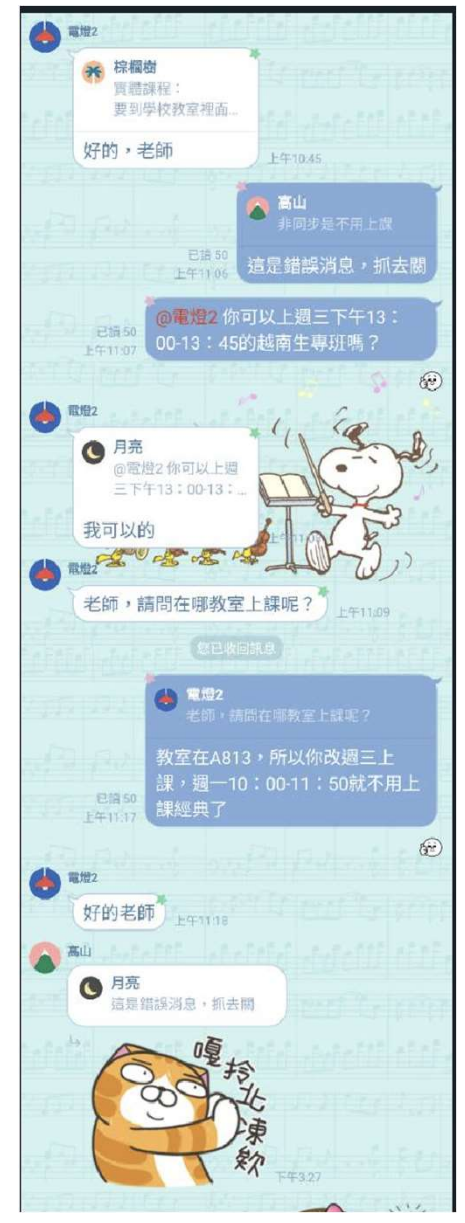 電燈2
棕櫚樹
實體課程：
要到學校教室裡面...
好的，老師
上午10:45
高山
非同步是不用上課
這是錯誤消息，抓去關
已讀 50
上午11:06
@電燈2 你可以上週三下午13：
00-13：45的越南生專班嗎？
已讀 50
上午11:07
電燈2
月亮
@電燈2 你可以上週
三下午13：00-13：...
我可以的
電燈2
老師，請問在哪教室上課呢？
上午11:09
您已收回訊息
電燈2
老師，請問在哪教室上課呢？
教室在A813，所以你改週三上
課，週一10：00-11：50就不用上
課經典了
已讀 50
上午11:17
電燈2
好的老師
上午11:18
高山
月亮
這是錯誤消息，抓去關
嘎拎北凍欸
下午3:27